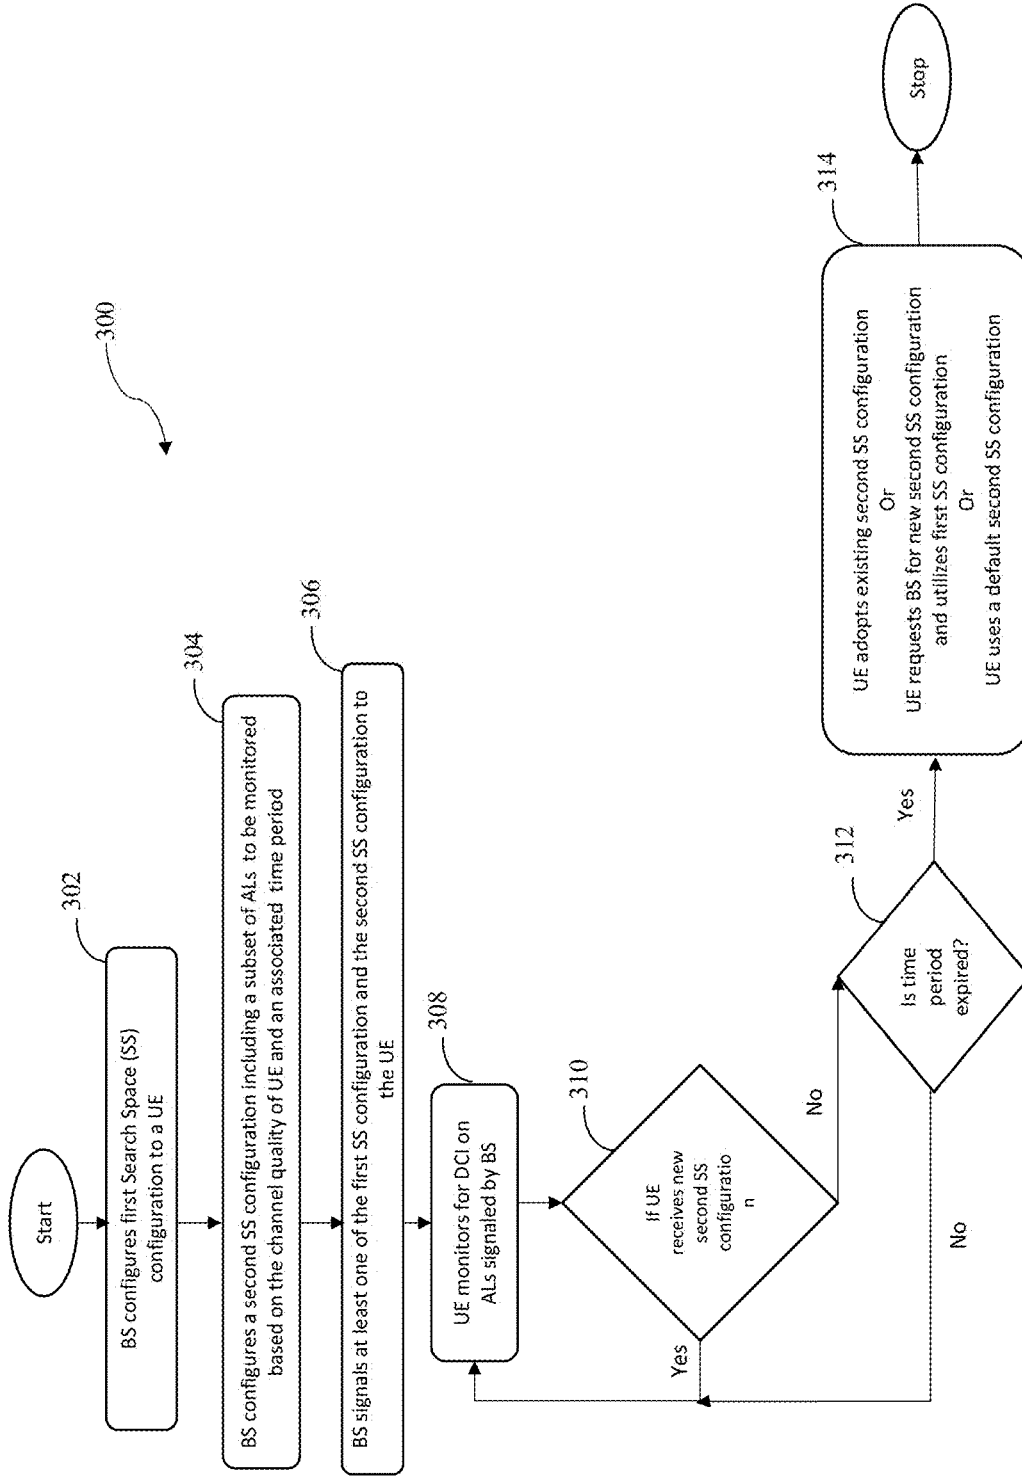 300
Start
302
BS configures first Search Space (SS)
configuration to a UE
304
BS configures a second SS configuration including a subset of ALs to be monitored
based on the channel quality of UE and an associated time period
306
BS signals at least one of the first SS configuration and the second SS configuration to
the UE
308
UE monitors for DCI on
ALs signaled by BS
310
If UE
receives new
second SS
configuratio
n
Yes
No
312
Is time
period
expired?
No
Yes
314
UE adopts existing second SS configuration
Or
UE requests BS for new second SS configuration
and utilizes first SS configuration
Or
UE uses a default second SS configuration
Stop